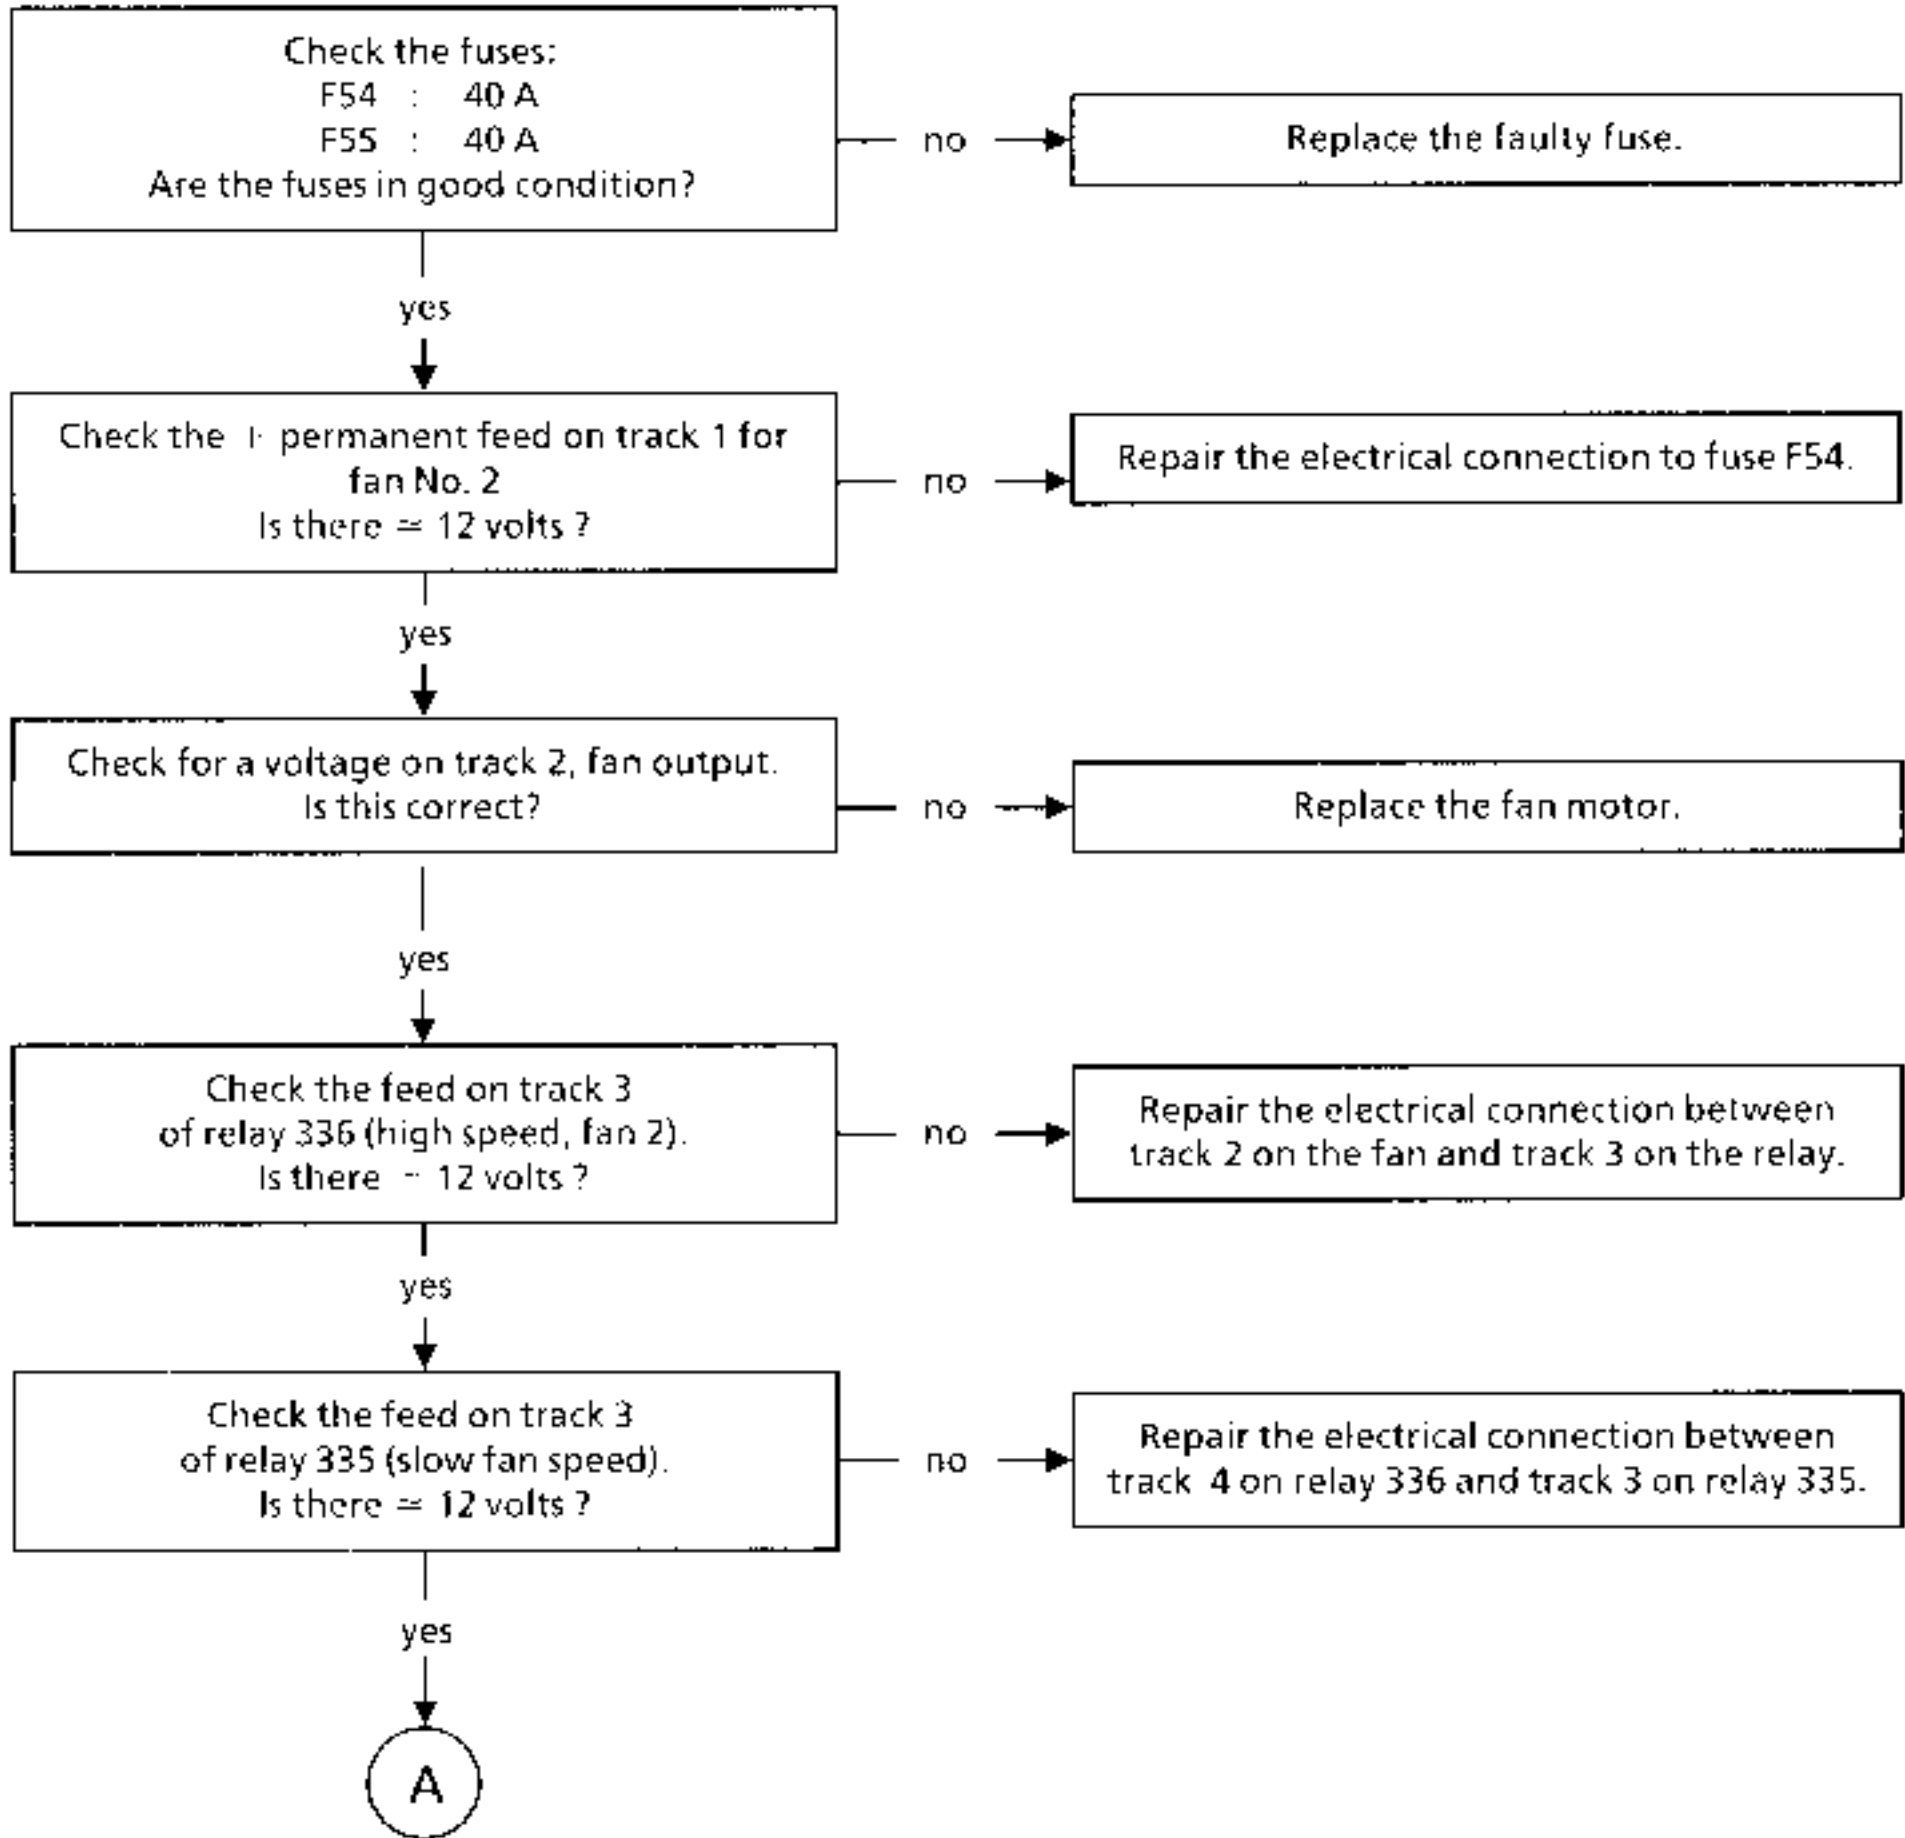 Check the fuses:
F54 : 40 A
F55 : 40 A
Are the fuses in good condition?
no
Replace the faulty fuse.
yes
Check the + permanent feed on track 1 for
fan No. 2
Is there ≃ 12 volts ?
no
Repair the electrical connection to fuse F54.
yes
Check for a voltage on track 2, fan output.
Is this correct?
no
Replace the fan motor.
yes
Check the feed on track 3
of relay 336 (high speed, fan 2).
Is there ~ 12 volts ?
no
Repair the electrical connection between
track 2 on the fan and track 3 on the relay.
yes
Check the feed on track 3
of relay 335 (slow fan speed).
Is there ≃ 12 volts ?
no
Repair the electrical connection between
track 4 on relay 336 and track 3 on relay 335.
yes
A